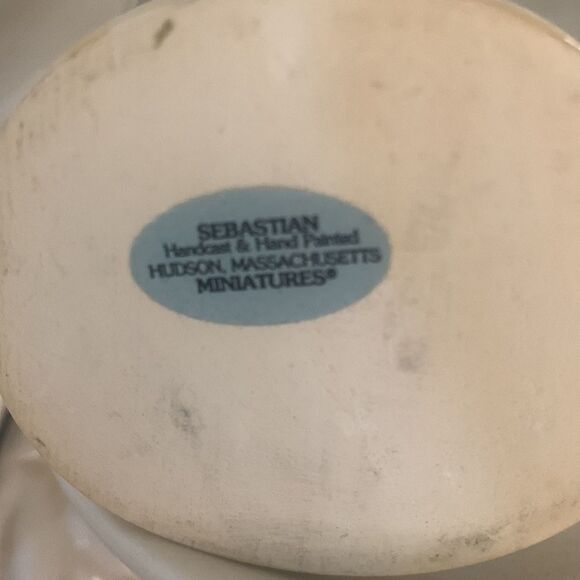 SEBASTIAN
Handcast & Hand Painted
HUDSON, MASSACHUSETTS
MINIATURES®